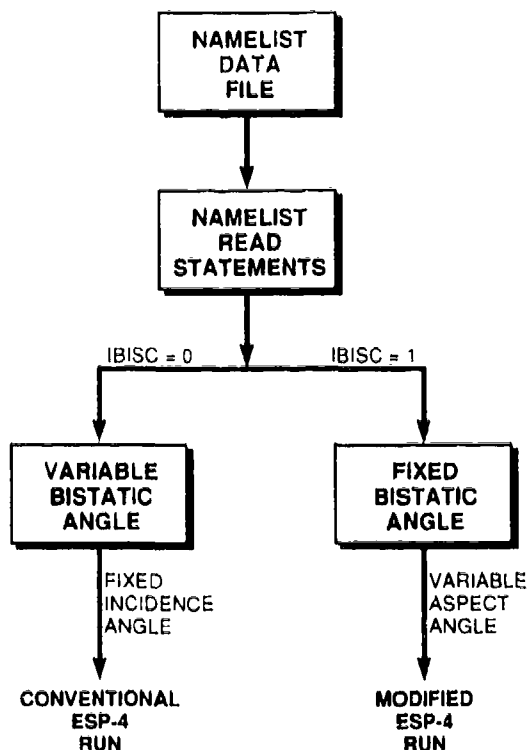 NAMELIST
DATA
FILE
NAMELIST
READ
STATEMENTS
IBISC = 0
IBISC = 1
VARIABLE
BISTATIC
ANGLE
FIXED
BISTATIC
ANGLE
FIXED
INCIDENCE
ANGLE
VARIABLE
ASPECT
ANGLE
CONVENTIONAL
ESP-4
RUN
MODIFIED
ESP-4
RUN